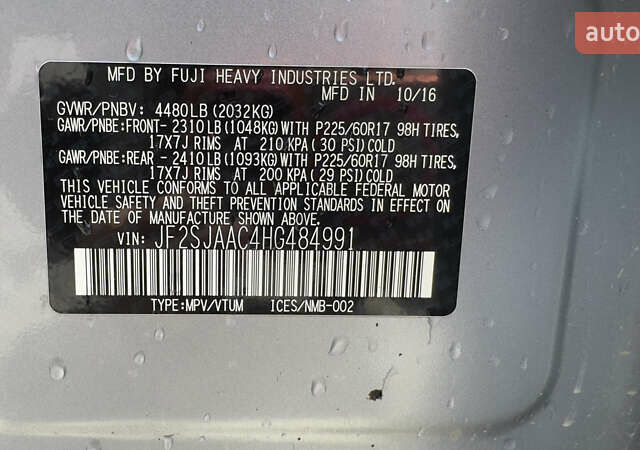 auto
MFD BY FUJI HEAVY INDUSTRIES LTD.
MFD IN 10/16
GVWR/PNBV: 4480LB(2032KG)
GAWR/PNBE:FRONT- 2310LB(1048KG)WITH P225/60R17 98H TIRES,
17X7J RIMS AT 210 KPA(30 PSI)COLD
GAWR/PNBE:REAR - 2410LB(1093KG)WITH P225/60R17 98H TIRES,
17X7J RIMS AT 200 KPA(29 PSI)COLD
THIS VEHICLE CONFORMS TO ALL APPLICABLE FEDERAL MOTOR
VEHICLE SAFETY AND THEFT PREVENTION STANDARDS IN EFFECT ON
THE DATE OF MANUFACTURE SHOWN ABOVE.
VIN: JF2SJAAC4HG484991
TYPE:MPV/VTUM ICES/NMB-002